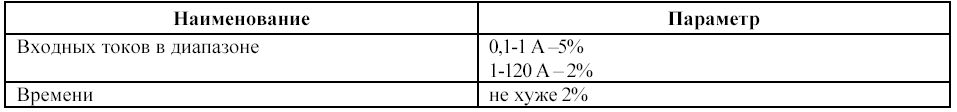 Наименование Параметр
Входных токов в диапазоне 0,1-1 А –5%
1-120 А – 2%
Времени не хуже 2%